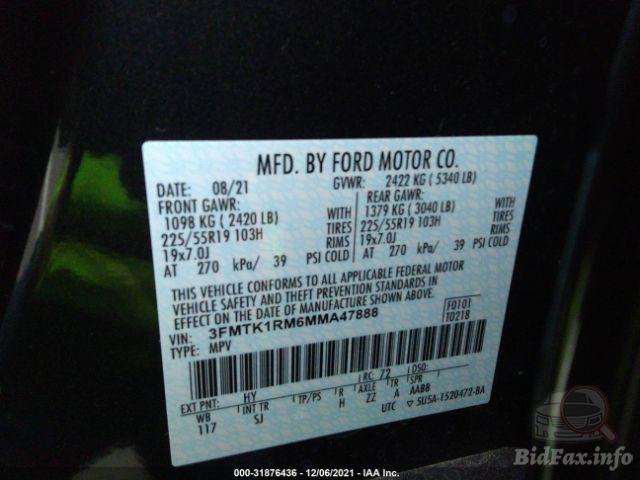 MFD. BY FORD MOTOR CO.
DATE: 08/21 GVWR: 2422 KG ( 5340 LB)
FRONT GAWR: REAR GAWR:
1098 KG ( 2420 LB) WITH 1379 KG ( 3040 LB) WITH
225/55R19 103H TIRES 225/55R19 103H TIRES
19x7.0J RIMS 19x7.0J RIMS
AT 270 kPa/ 39 PSI COLD AT 270 kPa/ 39 PSI COLD
THIS VEHICLE CONFORMS TO ALL APPLICABLE FEDERAL MOTOR
VEHICLE SAFETY AND THEFT PREVENTION STANDARDS IN
EFFECT ON THE DATE OF MANUFACTURE SHOWN ABOVE.
VIN: 3FMTK1RM6MMA47888 F0101
TYPE: MPV T0218
EXT PNT: HY RC: 72 DSO:
WB INT TR TP/PS R AXLE TR SPR
117 SJ H ZZ A AABB
UTC ▽ 5U5A-1520472-BA
000-31876436 - 12/06/2021 - IAA Inc.
BidFax.info